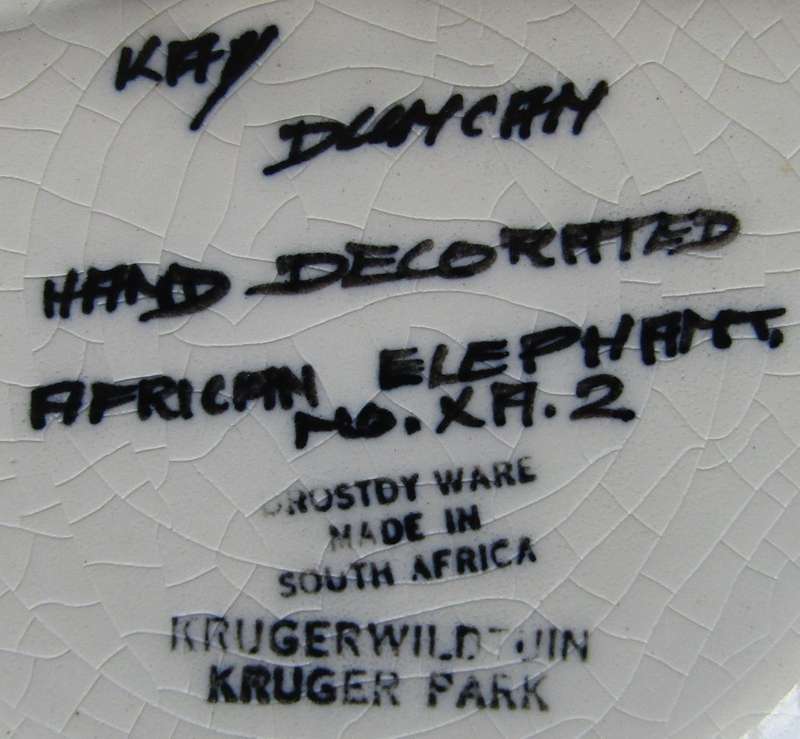 KAY
DUNCAN
HAND DECORATED
AFRICAN ELEPHANT.
NO. XA. 2
DROSTDY WARE
MADE IN
SOUTH AFRICA
KRUGERWILDTUIN
KRUGER PARK